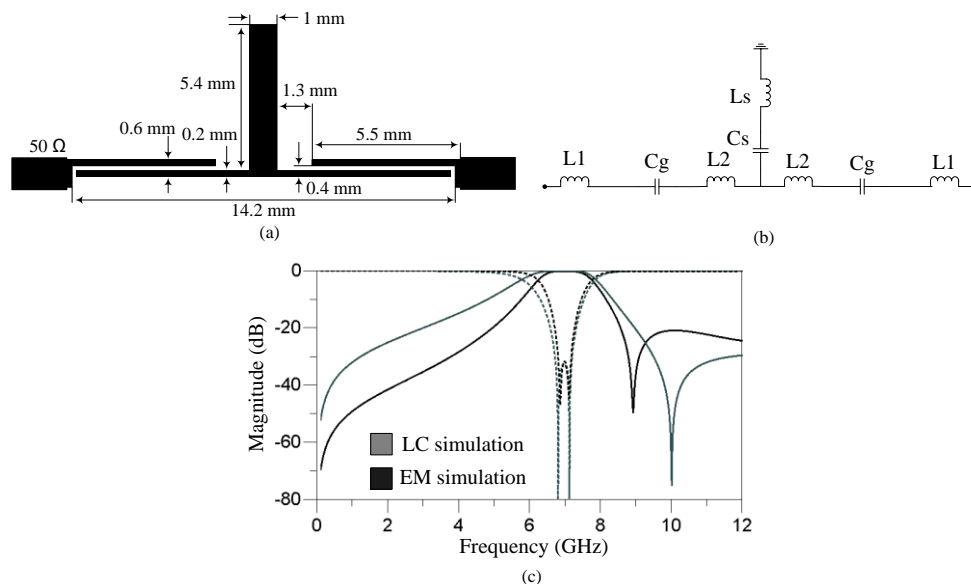 1 mm
5.4 mm
1.3 mm
0.6 mm
0.2 mm
5.5 mm
50 Ω
0.4 mm
14.2 mm
(a)
Ls
Cs
L1
Cg
L2
L2
Cg
L1
(b)
Magnitude (dB)
0
-20
-40
-60
-80
LC simulation
EM simulation
0 2 4 6 8 10 12
Frequency (GHz)
(c)